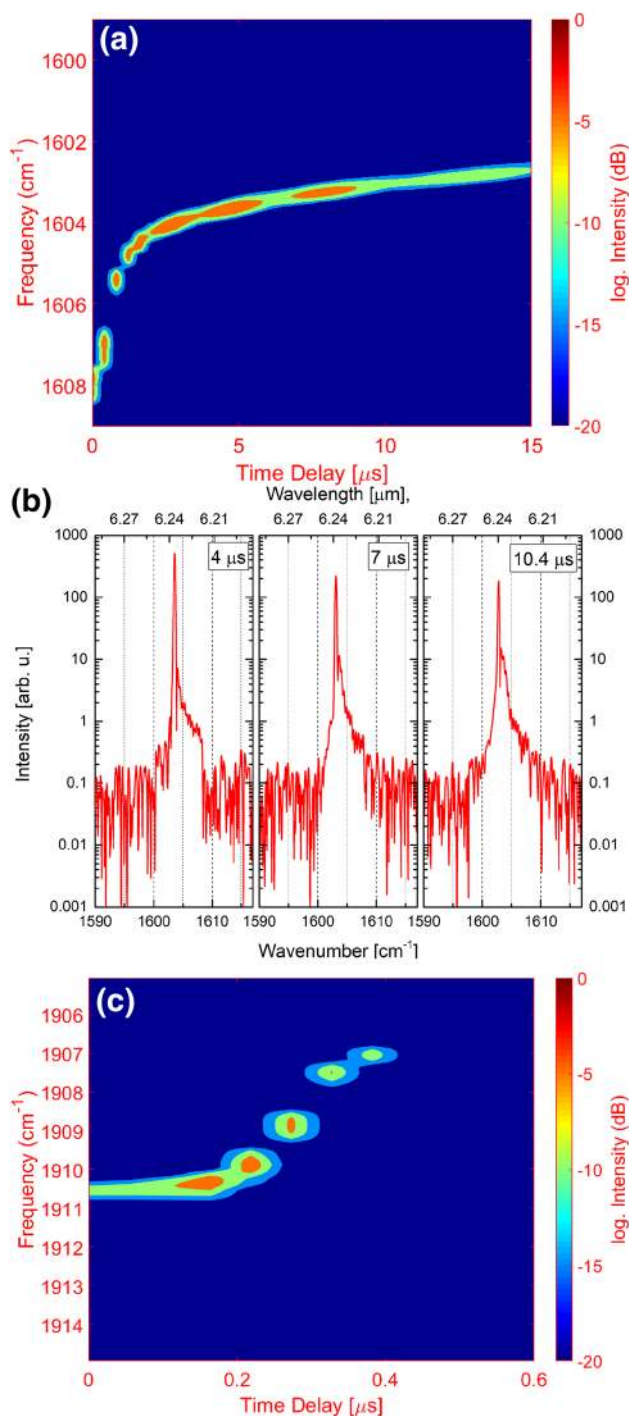 (a)
Frequency (cm⁻¹)
1600
1602
1604
1606
1608
0
5
10
15
Time Delay [μs]
0
-5
-10
-15
-20
log. Intensity (dB)
(b)
Wavelength [μm],
6.27 6.24 6.21 6.27 6.24 6.21 6.27 6.24 6.21
Intensity [arb. u.]
1000
100
10
1
0.1
0.01
0.001
4 μs
7 μs
10.4 μs
1000
100
10
1
0.1
0.01
0.001
1590 1600 1610 1590 1600 1610 1590 1600 1610
Wavenumber [cm⁻¹]
(c)
Frequency (cm⁻¹)
1906
1907
1908
1909
1910
1911
1912
1913
1914
0
0.2
0.4
0.6
Time Delay [μs]
0
-5
-10
-15
-20
log. Intensity (dB)